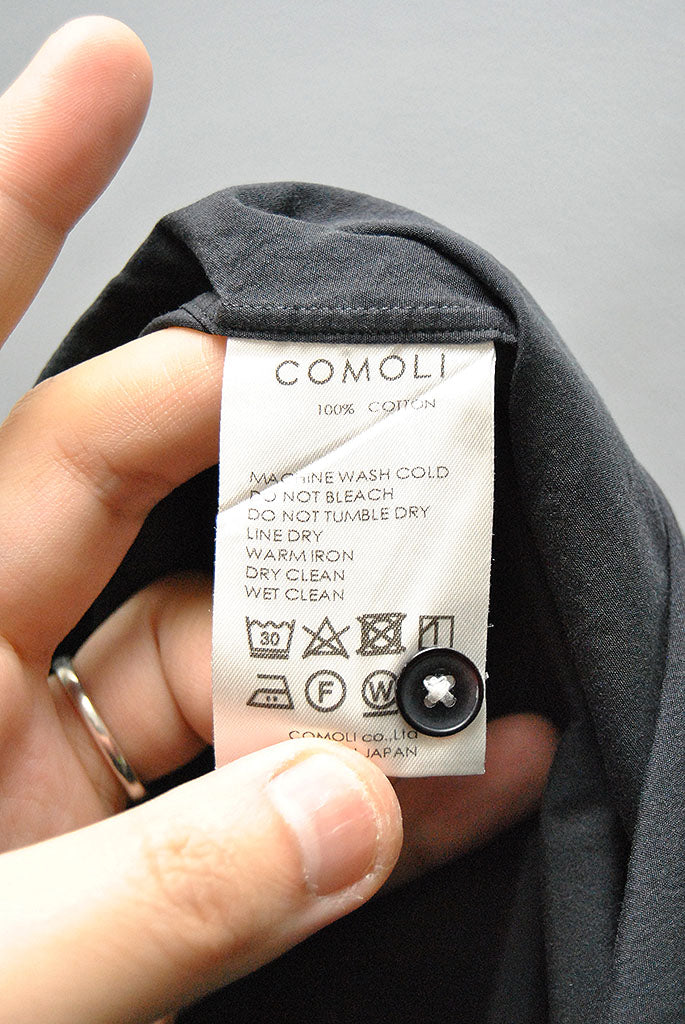 COMOLI
100% COTTON
MACHINE WASH COLD
DO NOT BLEACH
DO NOT TUMBLE DRY
LINE DRY
WARM IRON
DRY CLEAN
WET CLEAN
30
F W
COMOLI co.,Ltd
JAPAN